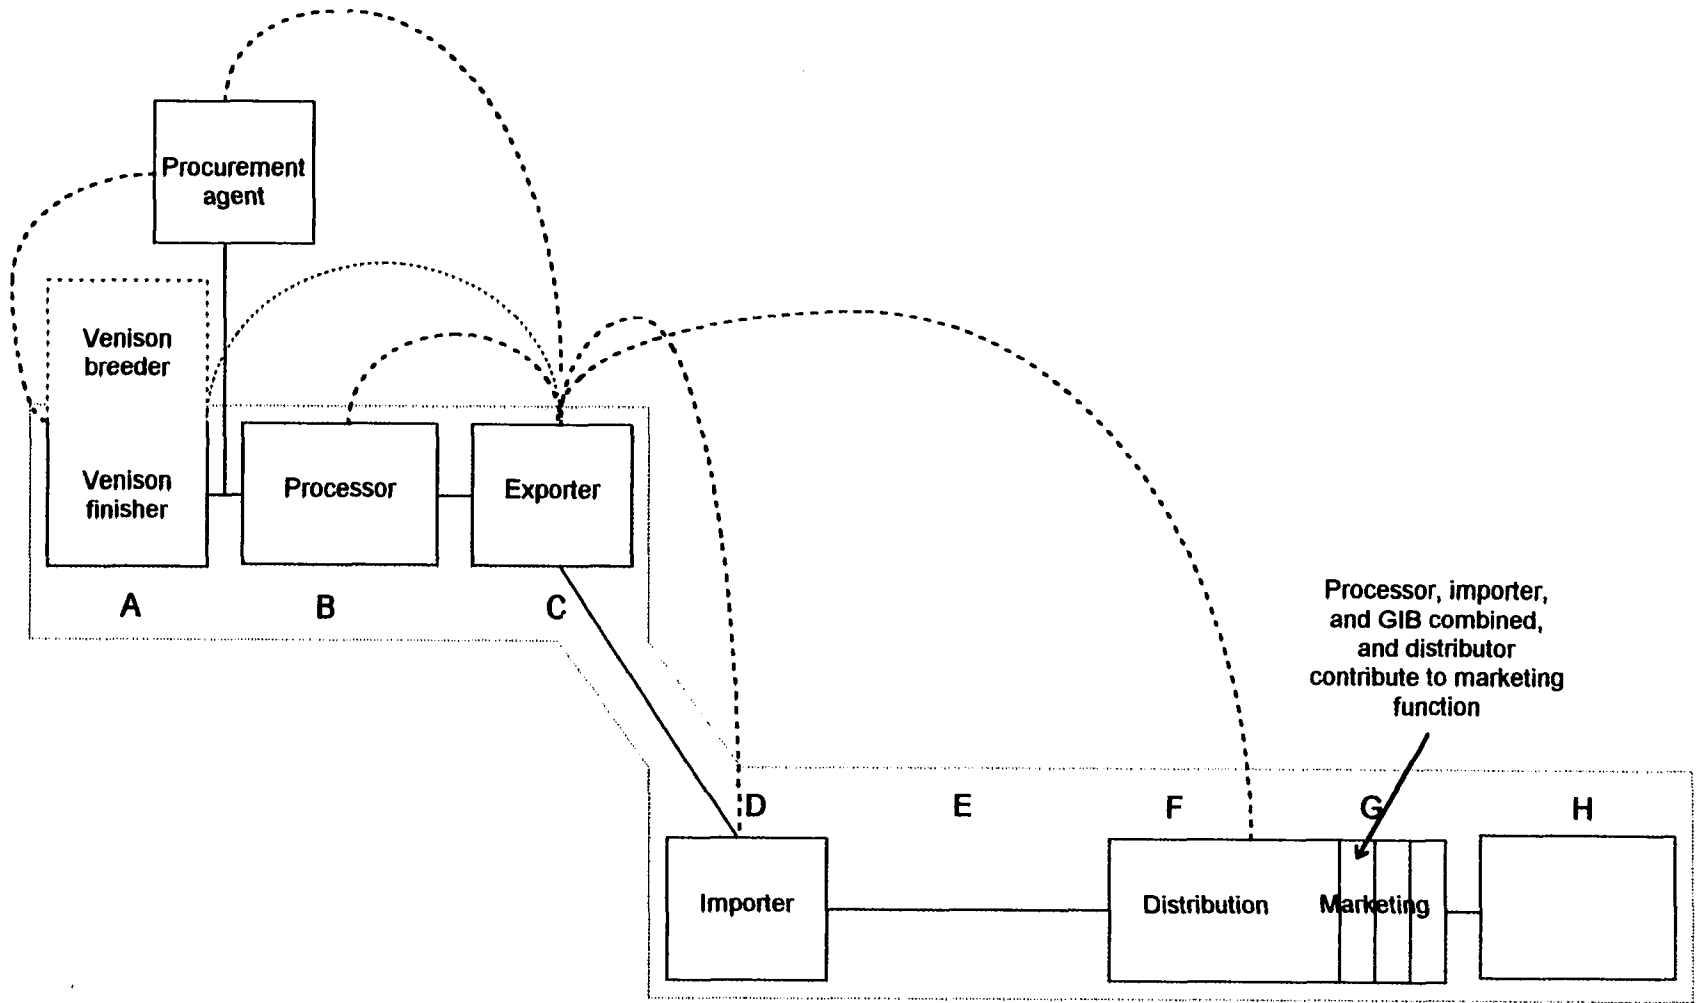 Procurement
agent
Venison
breeder
Venison
finisher
Processor
Exporter
A
B
C
Processor, importer,
and GIB combined,
and distributor
contribute to marketing
function
D
E
F
G
H
Importer
Distribution
Marketing